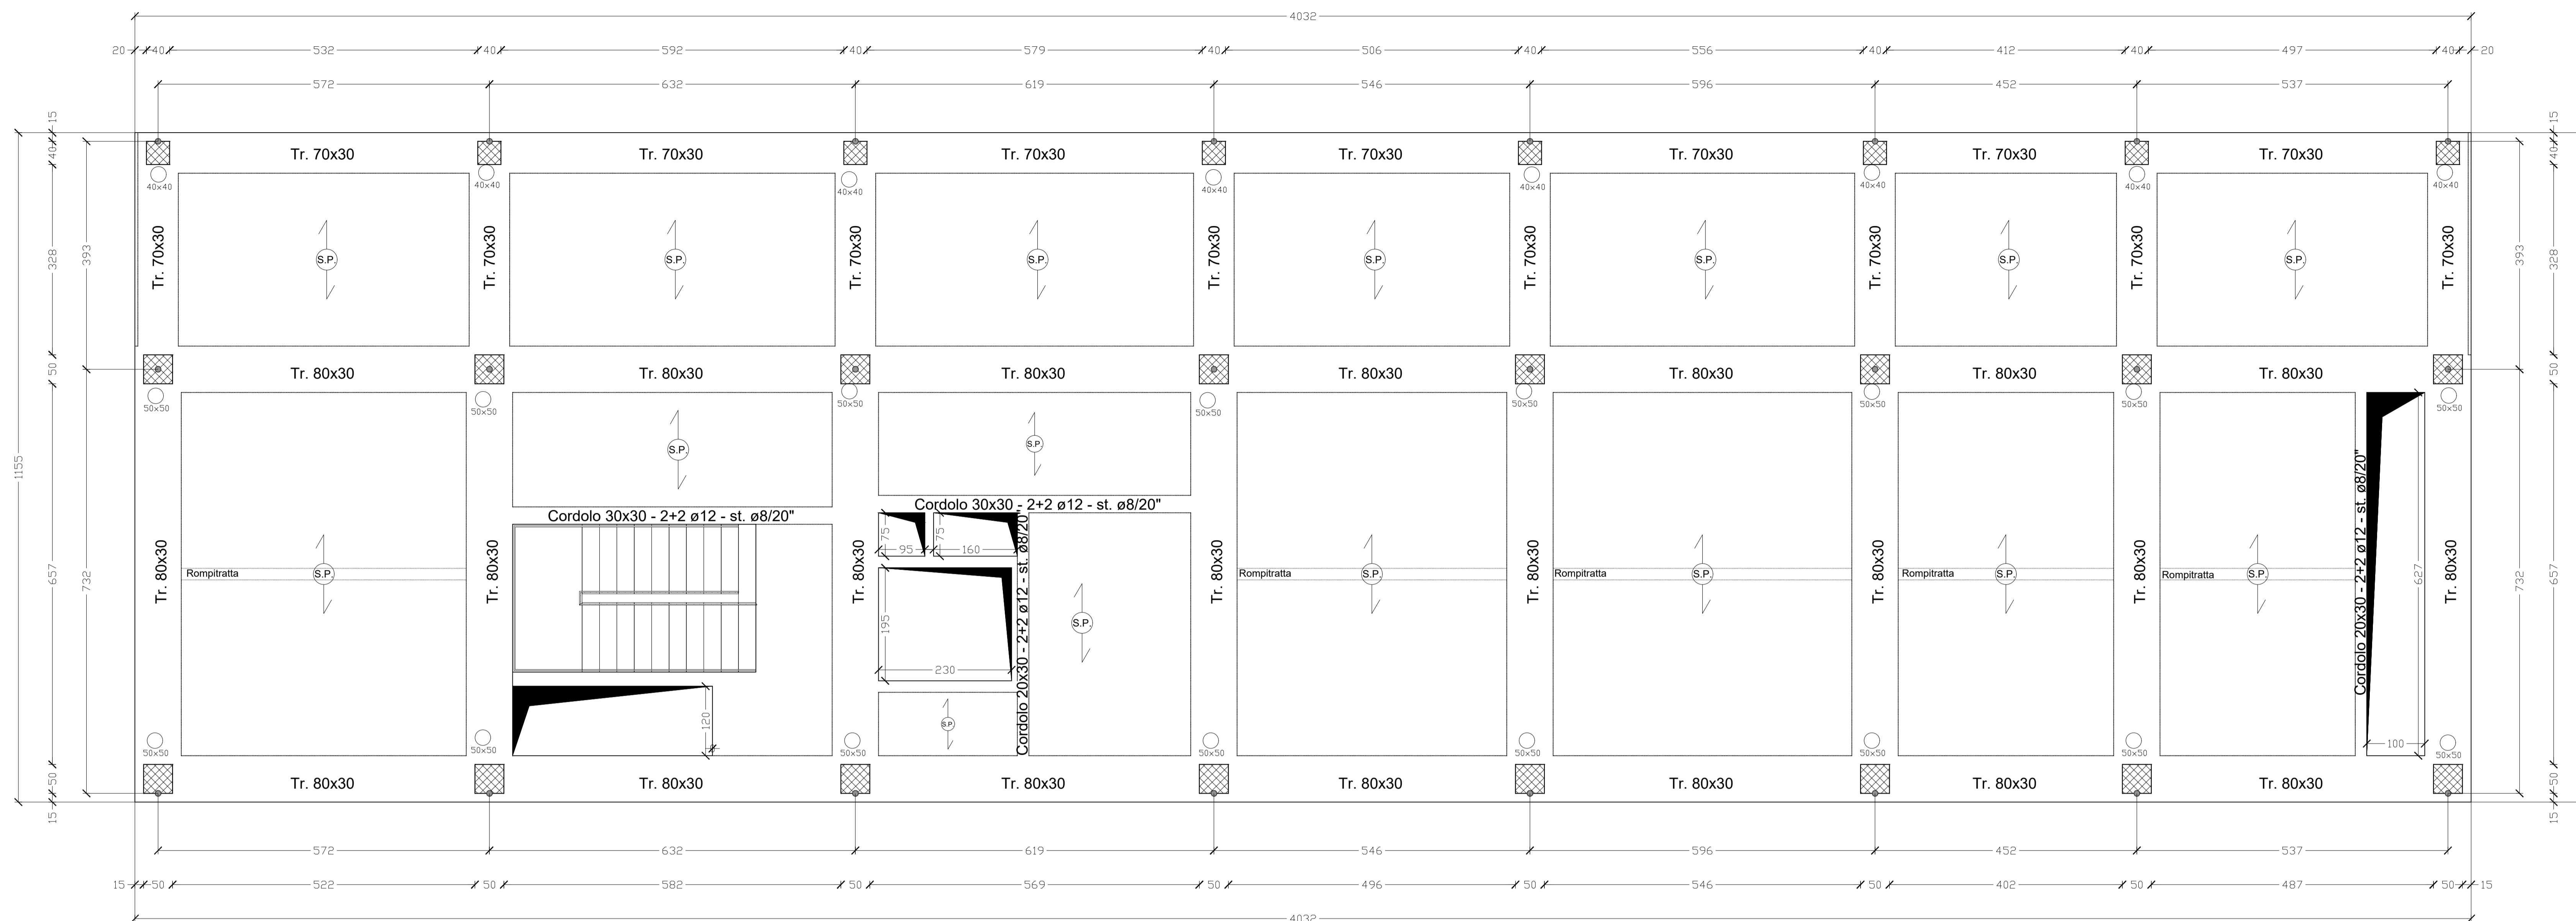 4032
20 40 532 40 592 40 579 40 506 40 556 40 412 40 497 40 20
572 632 619 546 596 452 537
15 15
40 40
Tr. 70x30 Tr. 70x30 Tr. 70x30 Tr. 70x30 Tr. 70x30 Tr. 70x30 Tr. 70x30
40x40 40x40 40x40 40x40 40x40 40x40 40x40 40x40
328 393 393 328
Tr. 70x30 Tr. 70x30 Tr. 70x30 Tr. 70x30 Tr. 70x30 Tr. 70x30 Tr. 70x30 Tr. 70x30
S.P. S.P. S.P. S.P. S.P. S.P. S.P.
50 50
Tr. 80x30 Tr. 80x30 Tr. 80x30 Tr. 80x30 Tr. 80x30 Tr. 80x30 Tr. 80x30
50x50 50x50 50x50 50x50 50x50 50x50 50x50 50x50
S.P. S.P.
1155
Cordolo 30x30 - 2+2 ø12 - st. ø8/20"
Cordolo 30x30 - 2+2 ø12 - st. ø8/20"
75 95 75 160
657 732 732 657
Tr. 80x30 Tr. 80x30 Tr. 80x30 Tr. 80x30 Tr. 80x30 Tr. 80x30 Tr. 80x30 Tr. 80x30
Rompitratta S.P. Rompitratta S.P. Rompitratta S.P. Rompitratta S.P. Rompitratta S.P.
Cordolo 20x30 - 2+2 ø12 - st. ø8/20"
Cordolo 20x30 - 2+2 ø12 - st. ø8/20"
627
195
230
S.P.
120
S.P.
100
50x50 50x50 50x50 50x50 50x50 50x50 50x50 50x50
50 50
Tr. 80x30 Tr. 80x30 Tr. 80x30 Tr. 80x30 Tr. 80x30 Tr. 80x30 Tr. 80x30
15 15
572 632 619 546 596 452 537
15 50 522 50 582 50 569 50 496 50 546 50 402 50 487 50 15
4032